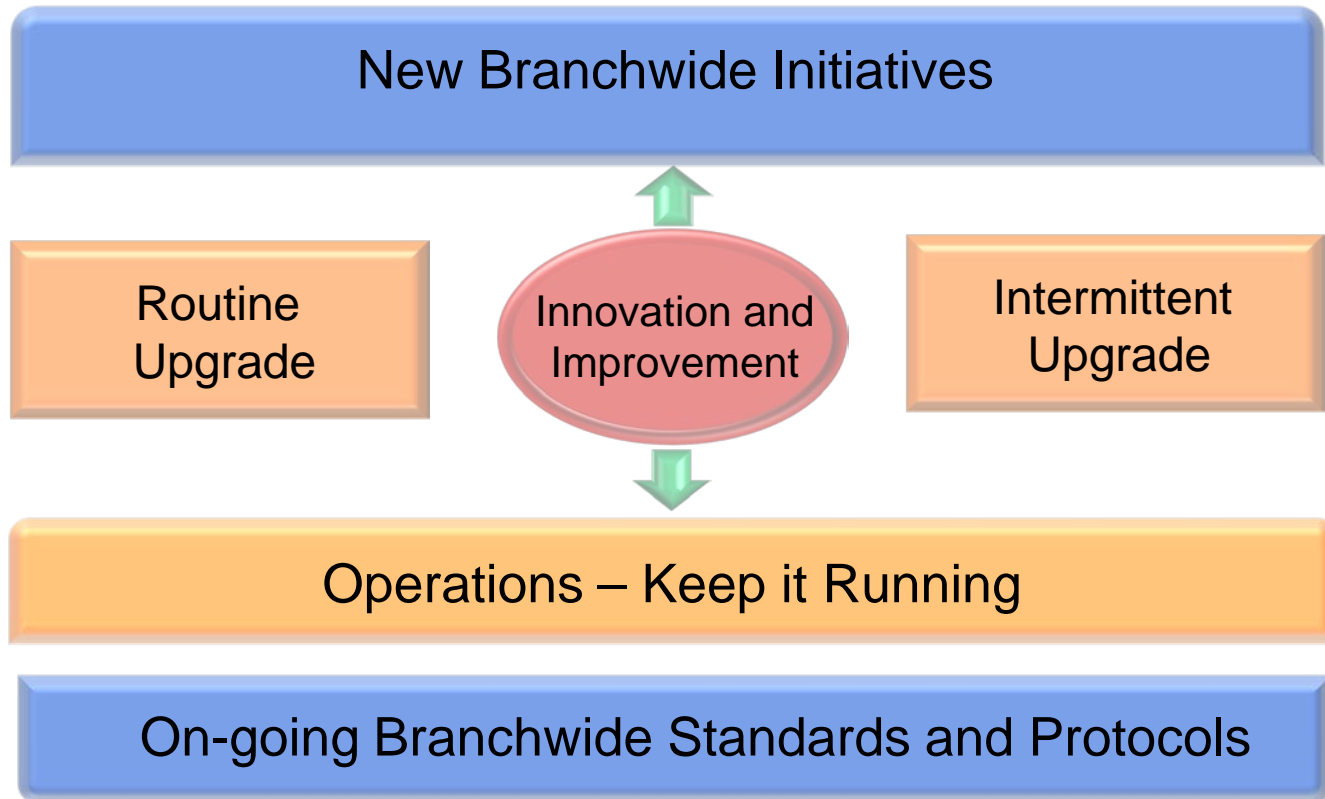 New Branchwide Initiatives
Routine
Upgrade
Innovation and
Improvement
Intermittent
Upgrade
Operations – Keep it Running
On-going Branchwide Standards and Protocols